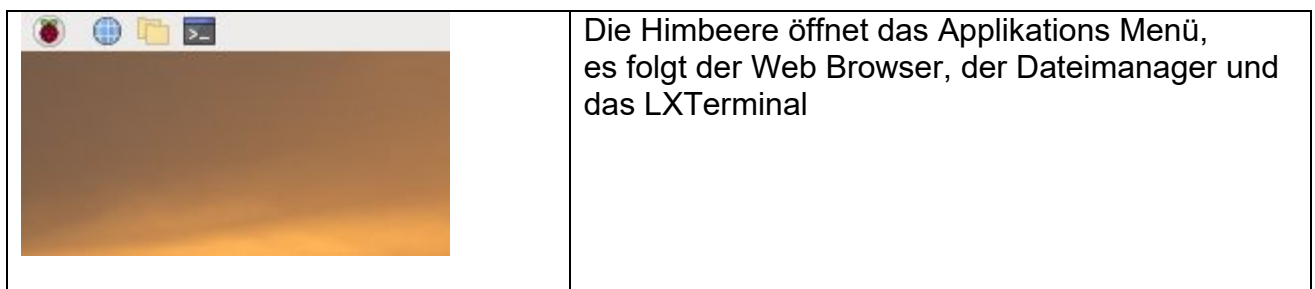 Die Himbeere öffnet das Applikations Menü,
es folgt der Web Browser, der Dateimanager und
das LXTerminal